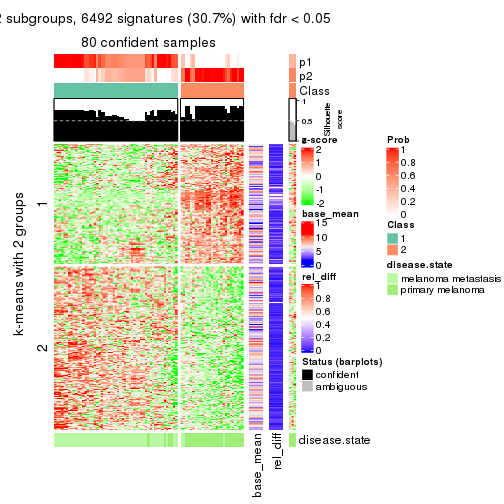 2 subgroups, 6492 signatures (30.7%) with fdr < 0.05
80 confident samples
p1
p2
Class
1
0.5
0
Silhouette
score
k-means with 2 groups
1
2
z-score
2
1
0
-1
-2
base_mean
15
10
5
0
rel_diff
1
0.8
0.6
0.4
0.2
0
Status (barplots)
confident
ambiguous
Prob
1
0.8
0.6
0.4
0.2
0
Class
1
2
disease.state
melanoma metastasis
primary melanoma
disease.state
base_mean
rel_diff